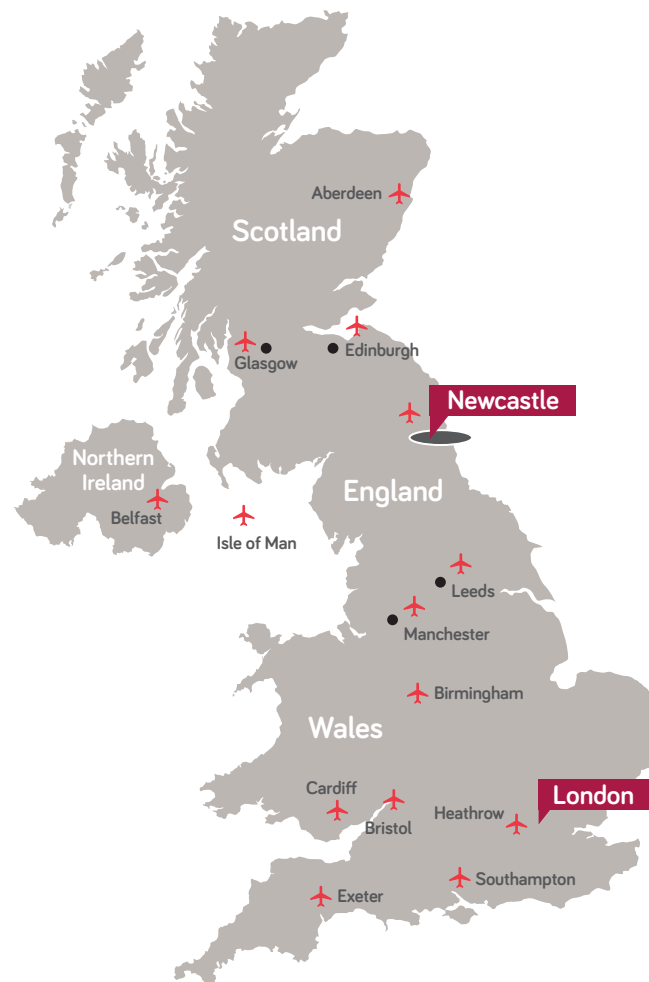 Aberdeen
Scotland
Edinburgh
Glasgow
Newcastle
Northern
Ireland
England
Belfast
Isle of Man
Leeds
Manchester
Birmingham
Wales
Cardiff
London
Heathrow
Bristol
Southampton
Exeter